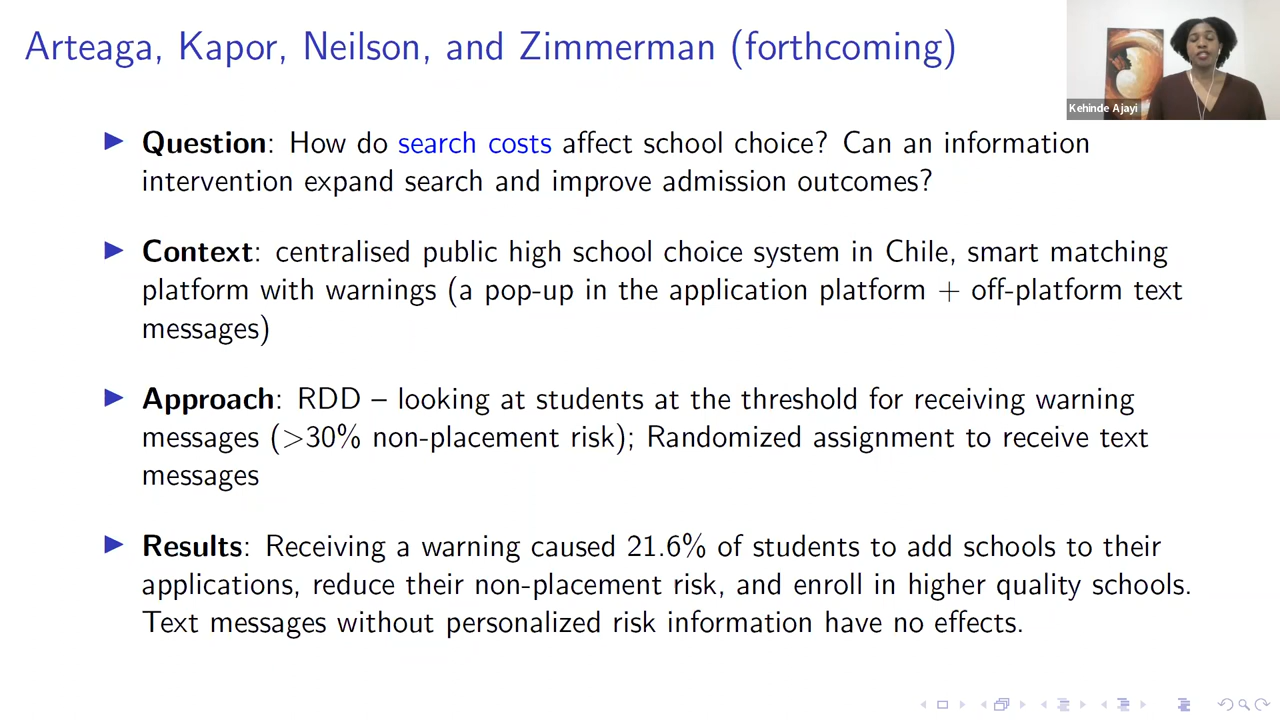 Arteaga, Kapor, Neilson, and Zimmerman (forthcoming)
Kehinde Ajayi
Question: How do search costs affect school choice? Can an information
intervention expand search and improve admission outcomes?
Context: centralised public high school choice system in Chile, smart matching
platform with warnings (a pop-up in the application platform + off-platform text
messages)
Approach: RDD – looking at students at the threshold for receiving warning
messages (>30% non-placement risk); Randomized assignment to receive text
messages
Results: Receiving a warning caused 21.6% of students to add schools to their
applications, reduce their non-placement risk, and enroll in higher quality schools.
Text messages without personalized risk information have no effects.